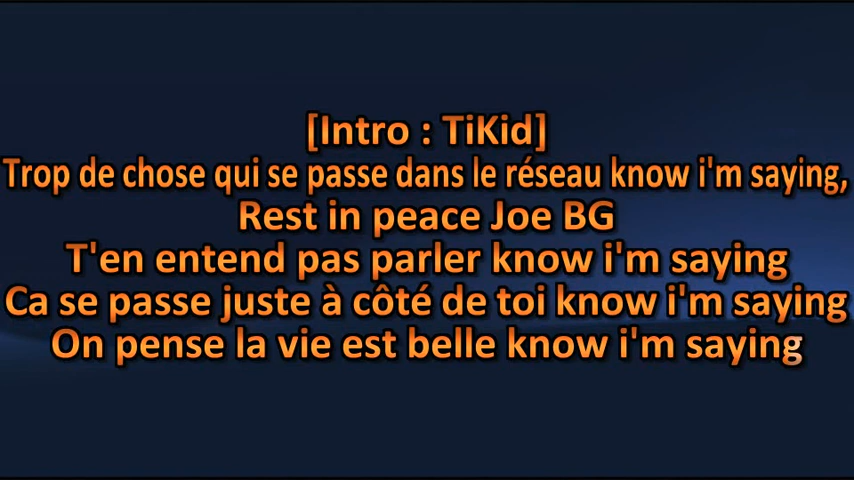 [Intro : TiKid]
Trop de chose qui se passe dans le réseau know i'm saying,
Rest in peace Joe BG
T'en entend pas parler know i'm saying
Ca se passe juste à côté de toi know i'm saying
On pense la vie est belle know i'm saying